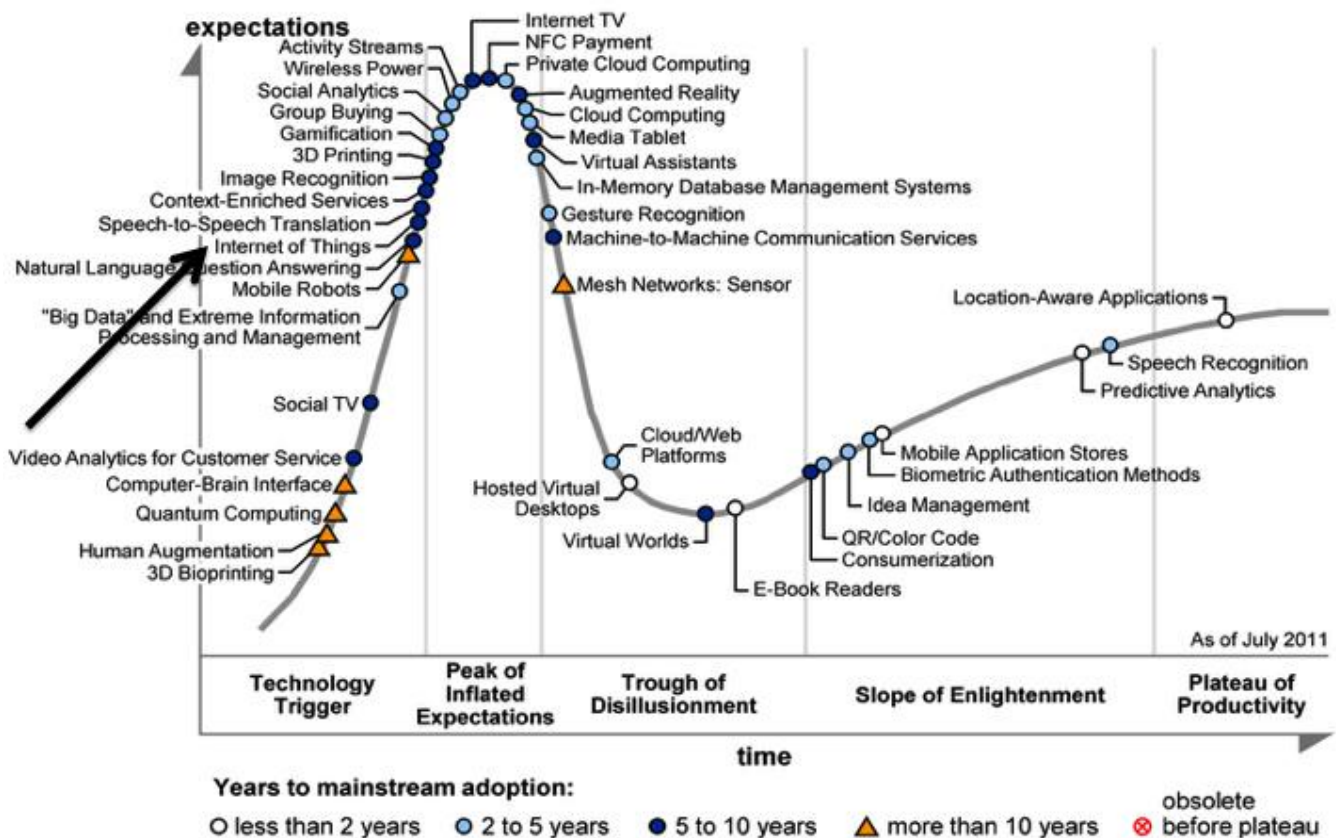 expectations
Internet TV
NFC Payment
Private Cloud Computing
Activity Streams
Wireless Power
Social Analytics
Group Buying
Gamification
3D Printing
Image Recognition
Context-Enriched Services
Speech-to-Speech Translation
Internet of Things
Natural Language Question Answering
Mobile Robots
"Big Data" and Extreme Information
Processing and Management
Social TV
Video Analytics for Customer Service
Computer-Brain Interface
Quantum Computing
Human Augmentation
3D Bioprinting
Augmented Reality
Cloud Computing
Media Tablet
Virtual Assistants
In-Memory Database Management Systems
Gesture Recognition
Machine-to-Machine Communication Services
Mesh Networks: Sensor
Cloud/Web
Platforms
Hosted Virtual
Desktops
Virtual Worlds
E-Book Readers
Location-Aware Applications
Speech Recognition
Predictive Analytics
Mobile Application Stores
Biometric Authentication Methods
Idea Management
QR/Color Code
Consumerization
As of July 2011
Technology
Trigger
Peak of
Inflated
Expectations
Trough of
Disillusionment
Slope of Enlightenment
Plateau of
Productivity
time
Years to mainstream adoption:
less than 2 years
2 to 5 years
5 to 10 years
more than 10 years
obsolete
before plateau